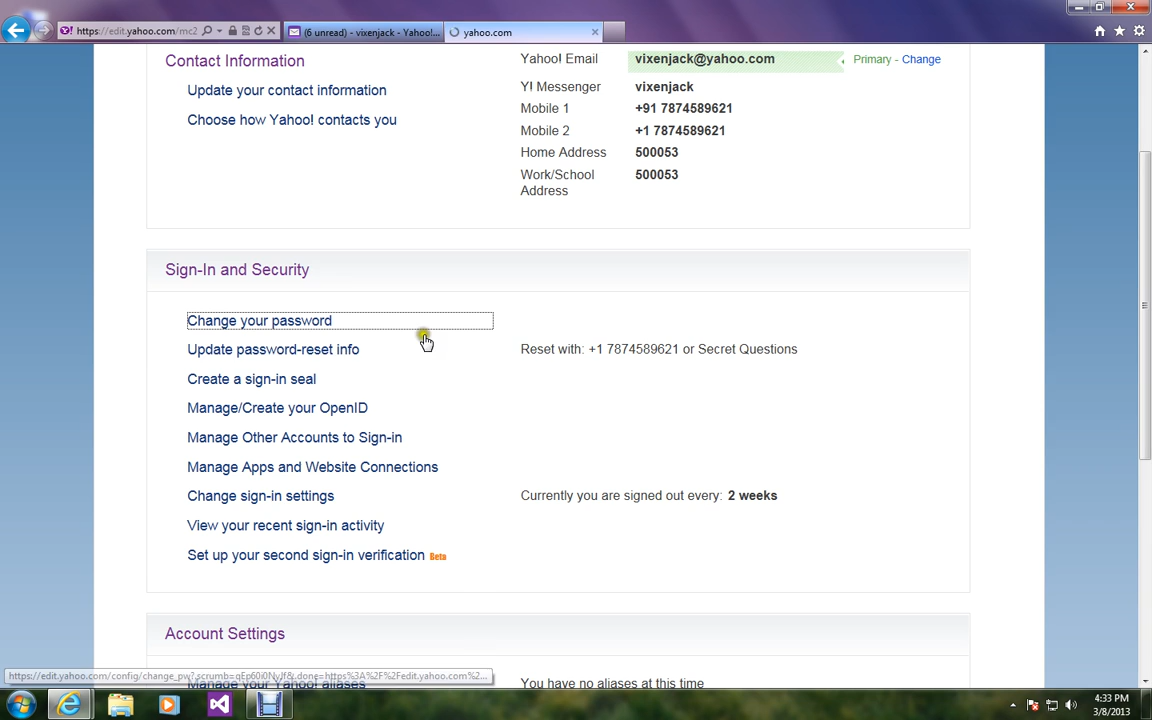 https://edit.yahoo.com/mc2
(6 unread) - vixenjack - Yahoo!...
yahoo.com
Contact Information
Update your contact information
Choose how Yahoo! contacts you
Yahoo! Email vixenjack@yahoo.com Primary - Change
Y! Messenger vixenjack
Mobile 1 +91 7874589621
Mobile 2 +1 7874589621
Home Address 500053
Work/School 500053
Address
Sign-In and Security
Change your password
Update password-reset info Reset with: +1 7874589621 or Secret Questions
Create a sign-in seal
Manage/Create your OpenID
Manage Other Accounts to Sign-in
Manage Apps and Website Connections
Change sign-in settings Currently you are signed out every: 2 weeks
View your recent sign-in activity
Set up your second sign-in verification Beta
Account Settings
Manage your Yahoo! aliases You have no aliases at this time
4:33 PM
3/8/2013